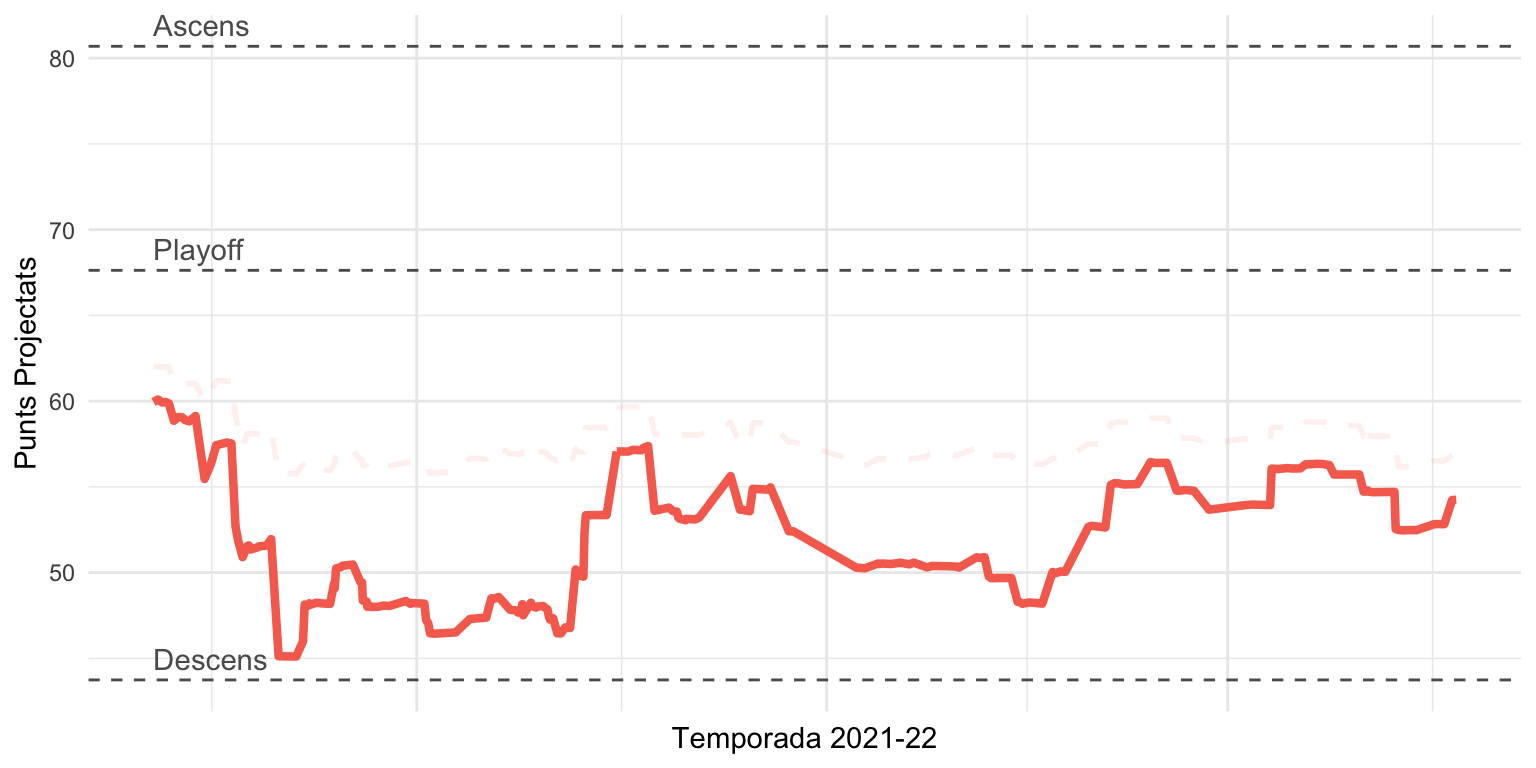 Ascens
80
70
Playoff
Punts Projectats
60
50
Descens
Temporada 2021-22